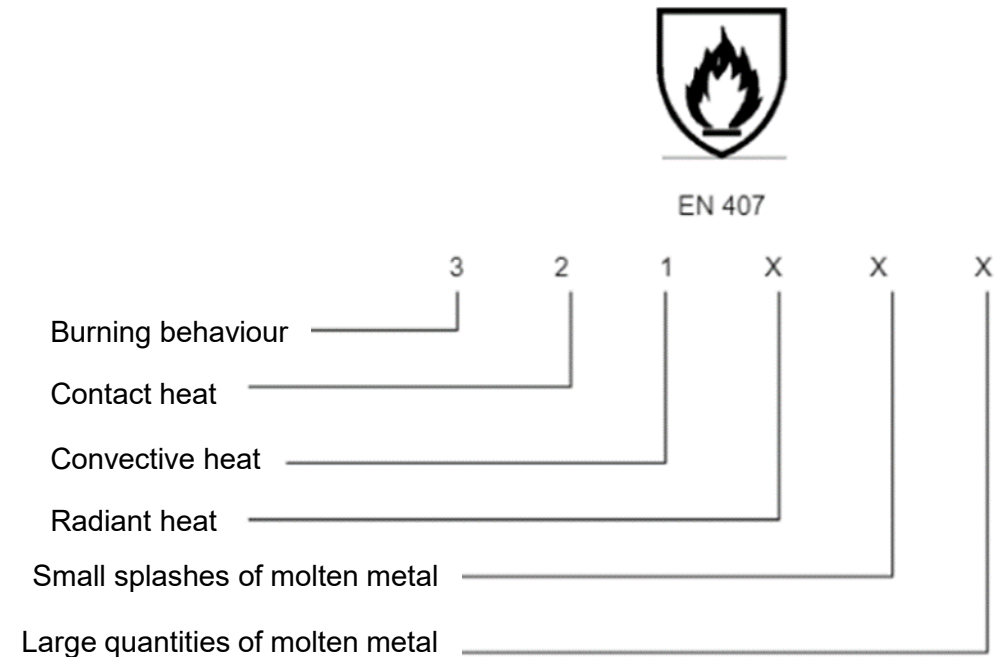 EN 407
3 2 1 X X X
Burning behaviour
Contact heat
Convective heat
Radiant heat
Small splashes of molten metal
Large quantities of molten metal